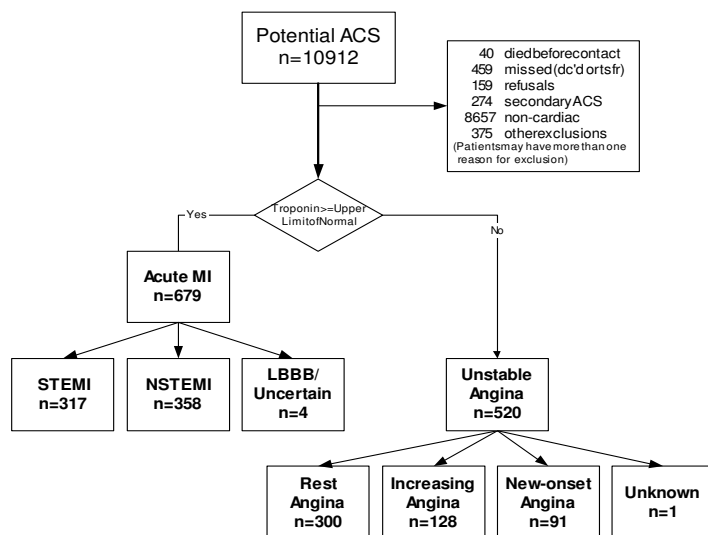 Potential ACS
n=10912
40 diedbeforecontact
459 missed(dc'd ortsfr)
159 refusals
274 secondaryACS
8657 non-cardiac
375 otherexclusions
(Patientsmay have more than one
reason for exclusion)
Troponin>=Upper
LimitofNormal
Yes
No
Acute MI
n=679
STEMI
n=317
NSTEMI
n=358
LBBB/
Uncertain
n=4
Unstable
Angina
n=520
Rest
Angina
n=300
Increasing
Angina
n=128
New-onset
Angina
n=91
Unknown
n=1